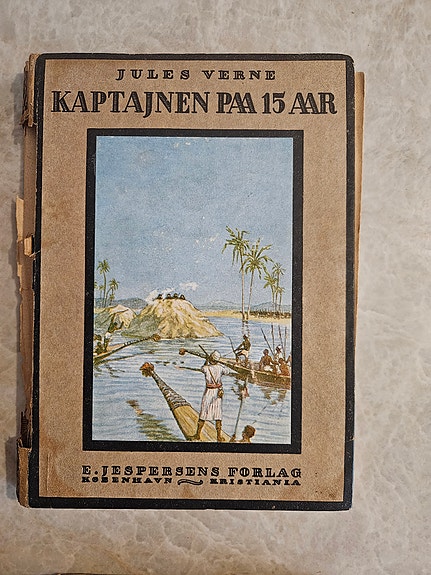 JULES VERNE
KAPTAJNEN PAA 15 AAR
E. JESPERSENS FORLAG
KØBENHAVN ~ KRISTIANIA